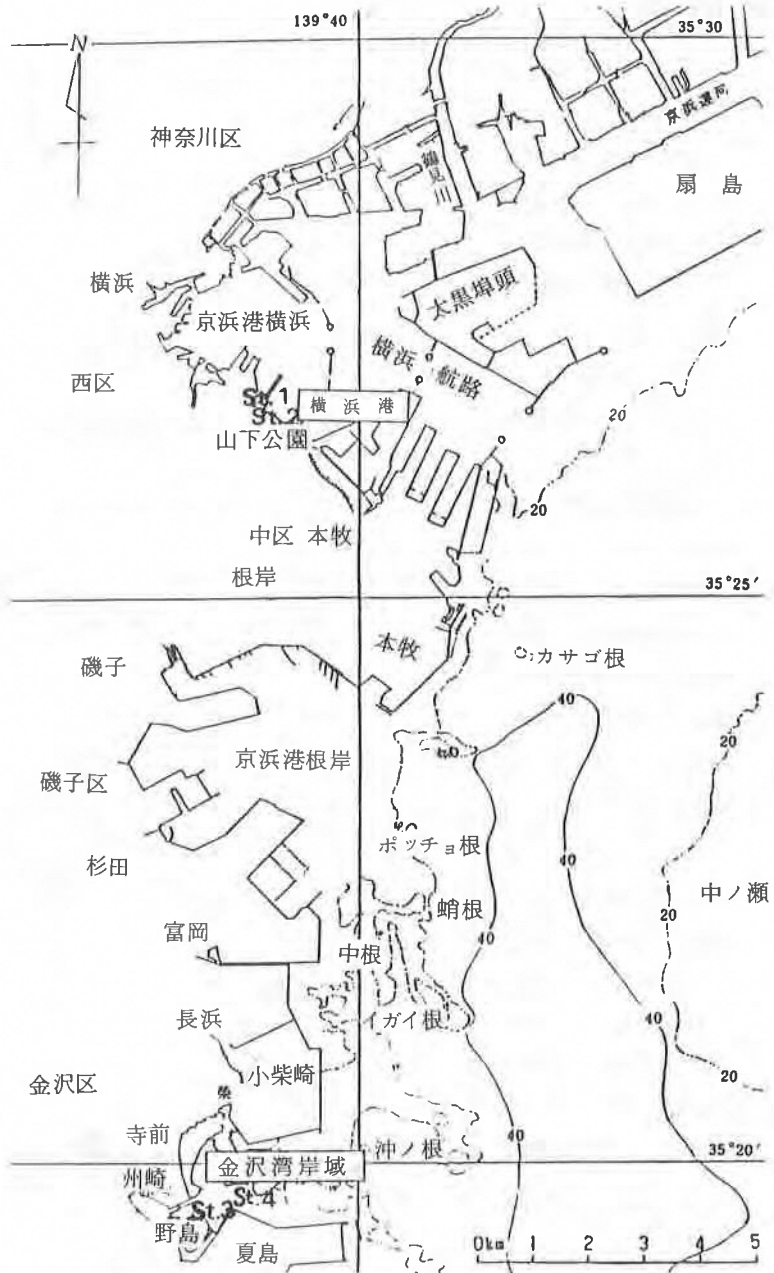 139°40
35°30
N
京浜運河
神奈川区
鶴見川
扇 島
横浜
大黒埠頭
京浜港横浜
横浜 航路
西区
St.1
横 浜 港
St.2
20
山下公園
20
中区 本牧
根岸
35°25′
本牧
カサゴ根
磯子
40
20
京浜港根岸
磯子区
ポッチョ根
40
杉田
中ノ瀬
蛸根
20
富岡
40
中根
長浜
イガイ根
40
小柴崎
金沢区
20
柴
寺前
沖ノ根
40
35°20′
金沢湾岸域
州崎
St.4
St.3
野島
夏島
0km 1 2 3 4 5